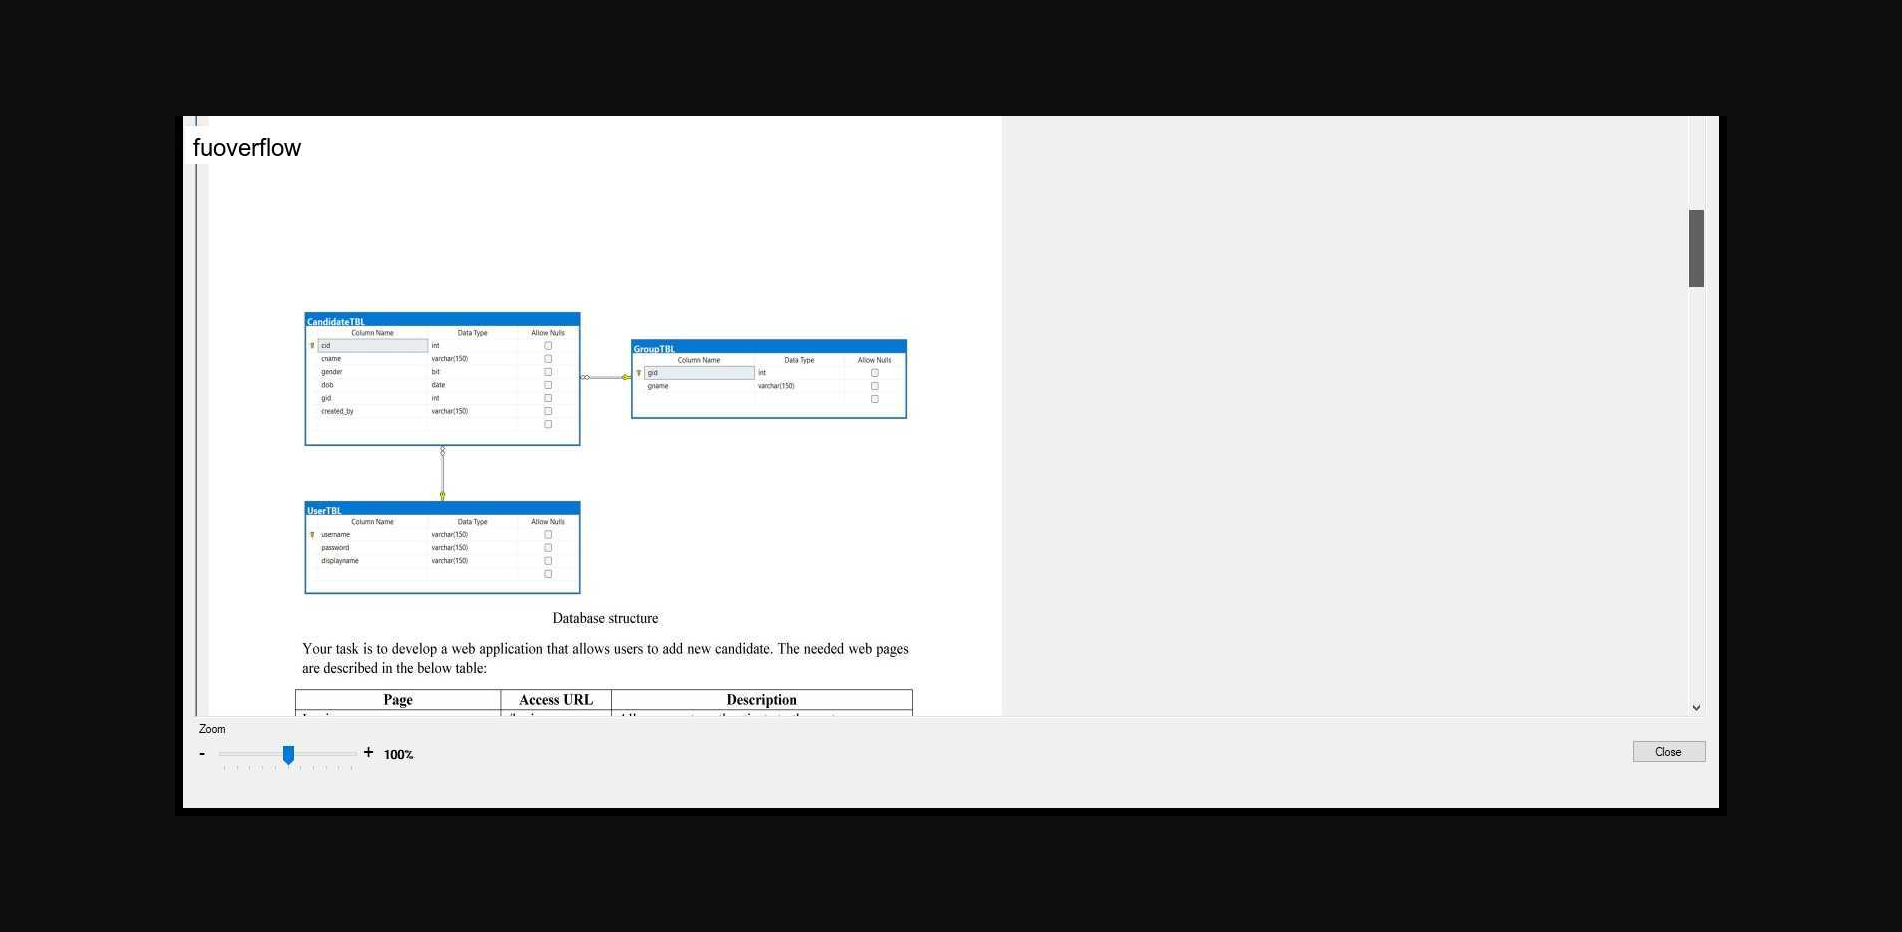 fuoverflow
CandidateTBL
Column Name Data Type Allow Nulls
cid int
cname varchar(150)
gender bit
dob date
gid int
created_by varchar(150)
GroupTBL
Column Name Data Type Allow Nulls
gid int
gname varchar(150)
UserTBL
Column Name Data Type Allow Nulls
username varchar(150)
password varchar(150)
displayname varchar(150)
Database structure
Your task is to develop a web application that allows users to add new candidate. The needed web pages
are described in the below table:
Page Access URL Description
Zoom
- + 100%
Close